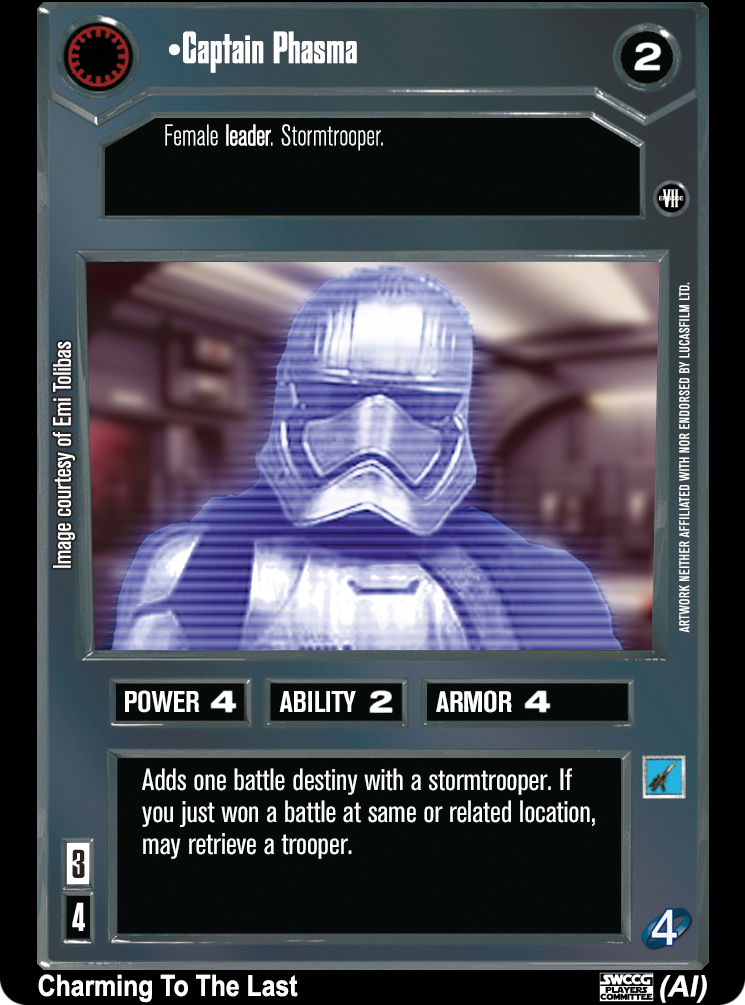 •Captain Phasma
2
Female leader. Stormtrooper.
EPISODE VII
Image courtesy of Emi Tolibas
ARTWORK NEITHER AFFILIATED WITH NOR ENDORSED BY LUCASFILM LTD.
POWER 4
ABILITY 2
ARMOR 4
Adds one battle destiny with a stormtrooper. If
you just won a battle at same or related location,
may retrieve a trooper.
3
4
4
Charming To The Last
SWCCG
PLAYERS
COMMITTEE
(AI)